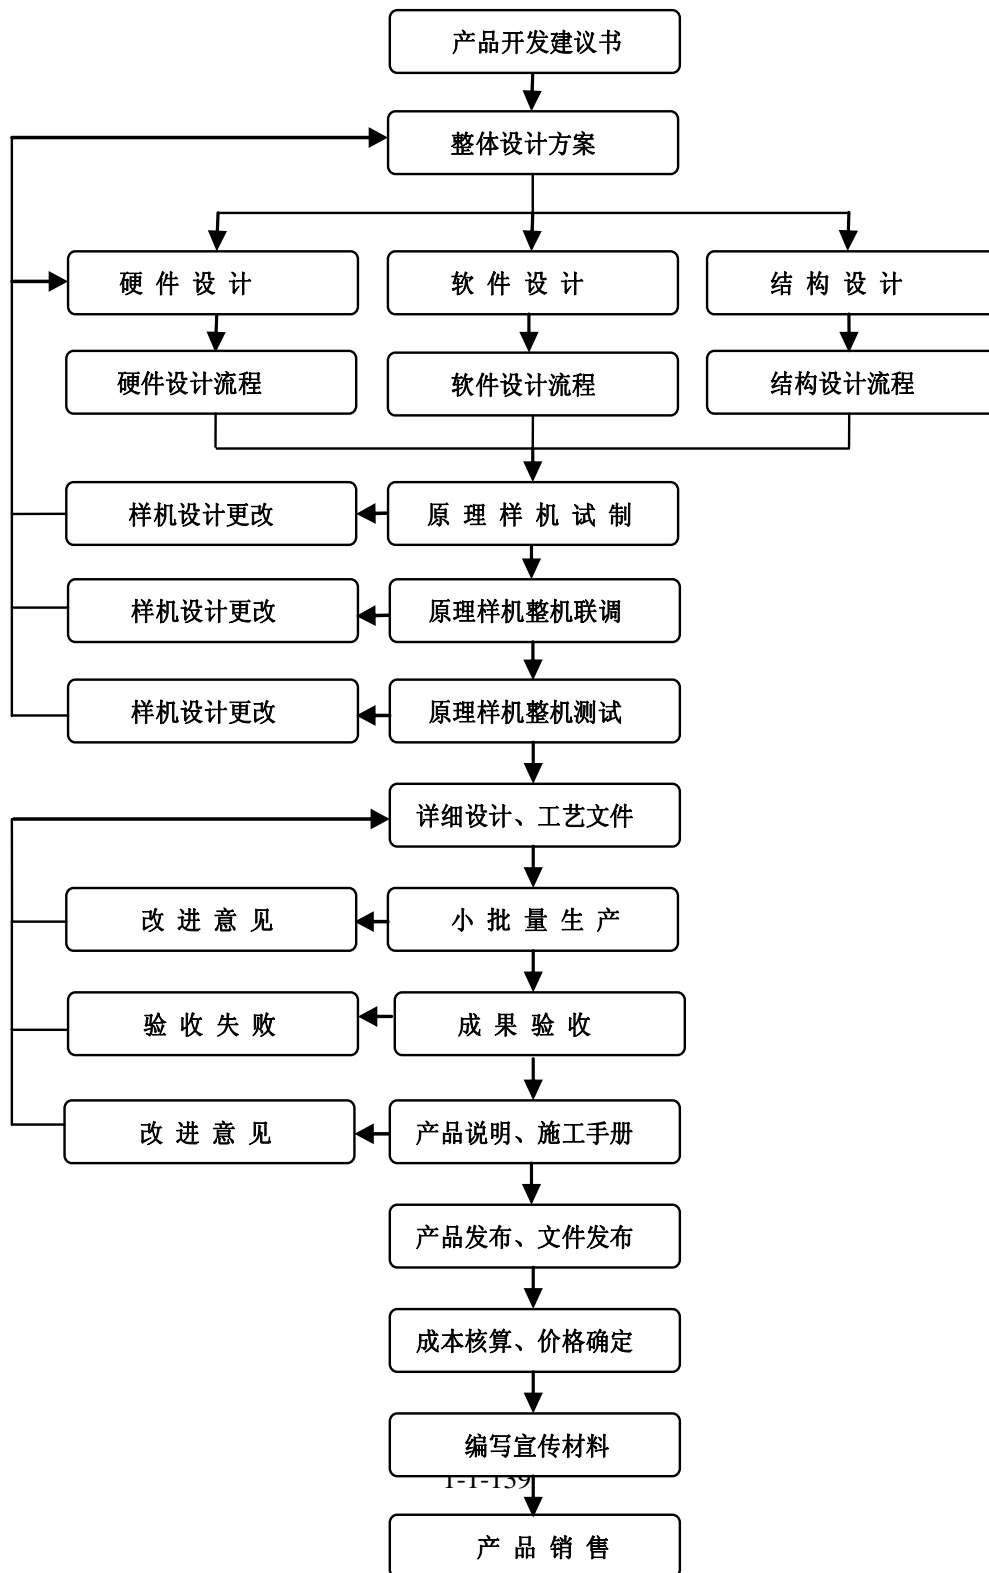 产品开发建议书
整体设计方案
硬 件 设 计
软 件 设 计
结 构 设 计
硬件设计流程
软件设计流程
结构设计流程
样机设计更改
原 理 样 机 试 制
样机设计更改
原理样机整机联调
样机设计更改
原理样机整机测试
详细设计、工艺文件
改 进 意 见
小 批 量 生 产
验 收 失 败
成 果 验 收
改 进 意 见
产品说明、施工手册
产品发布、文件发布
成本核算、价格确定
编写宣传材料
1-1-139
产 品 销 售